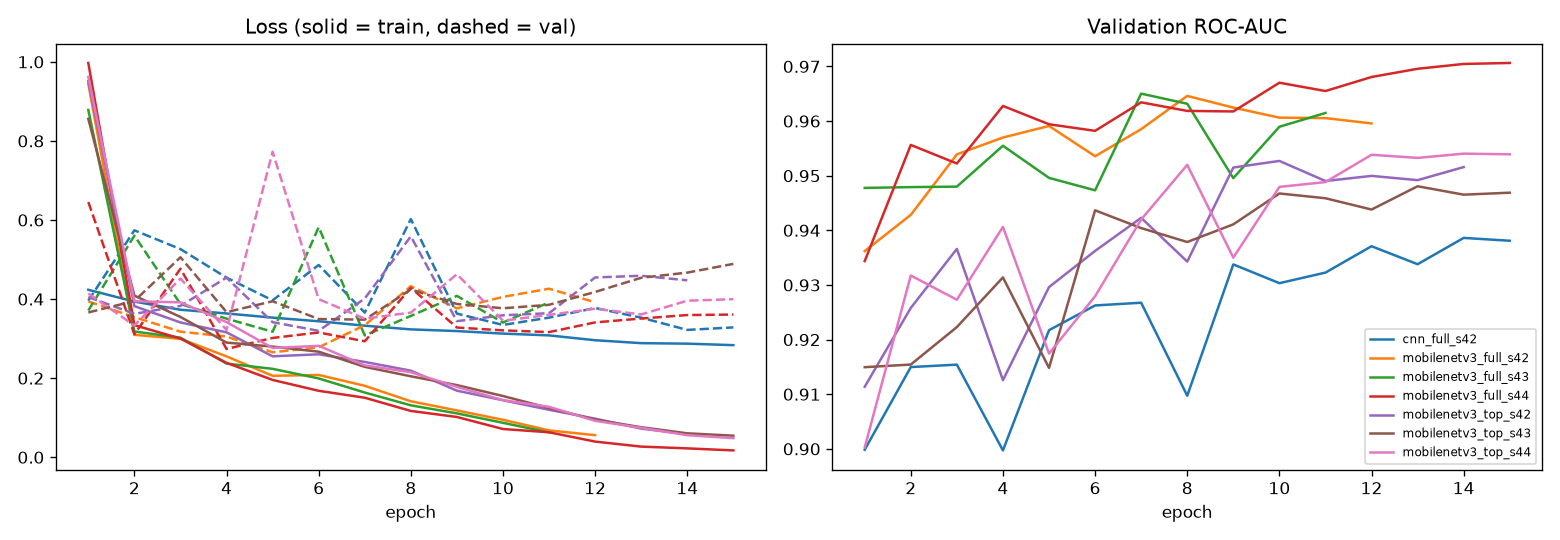 Loss (solid = train, dashed = val)
1.0
0.8
0.6
0.4
0.2
0.0
2 4 6 8 10 12 14
epoch
Validation ROC-AUC
0.97
0.96
0.95
0.94
0.93
0.92
0.91
0.90
2 4 6 8 10 12 14
epoch
cnn_full_s42
mobilenetv3_full_s42
mobilenetv3_full_s43
mobilenetv3_full_s44
mobilenetv3_top_s42
mobilenetv3_top_s43
mobilenetv3_top_s44